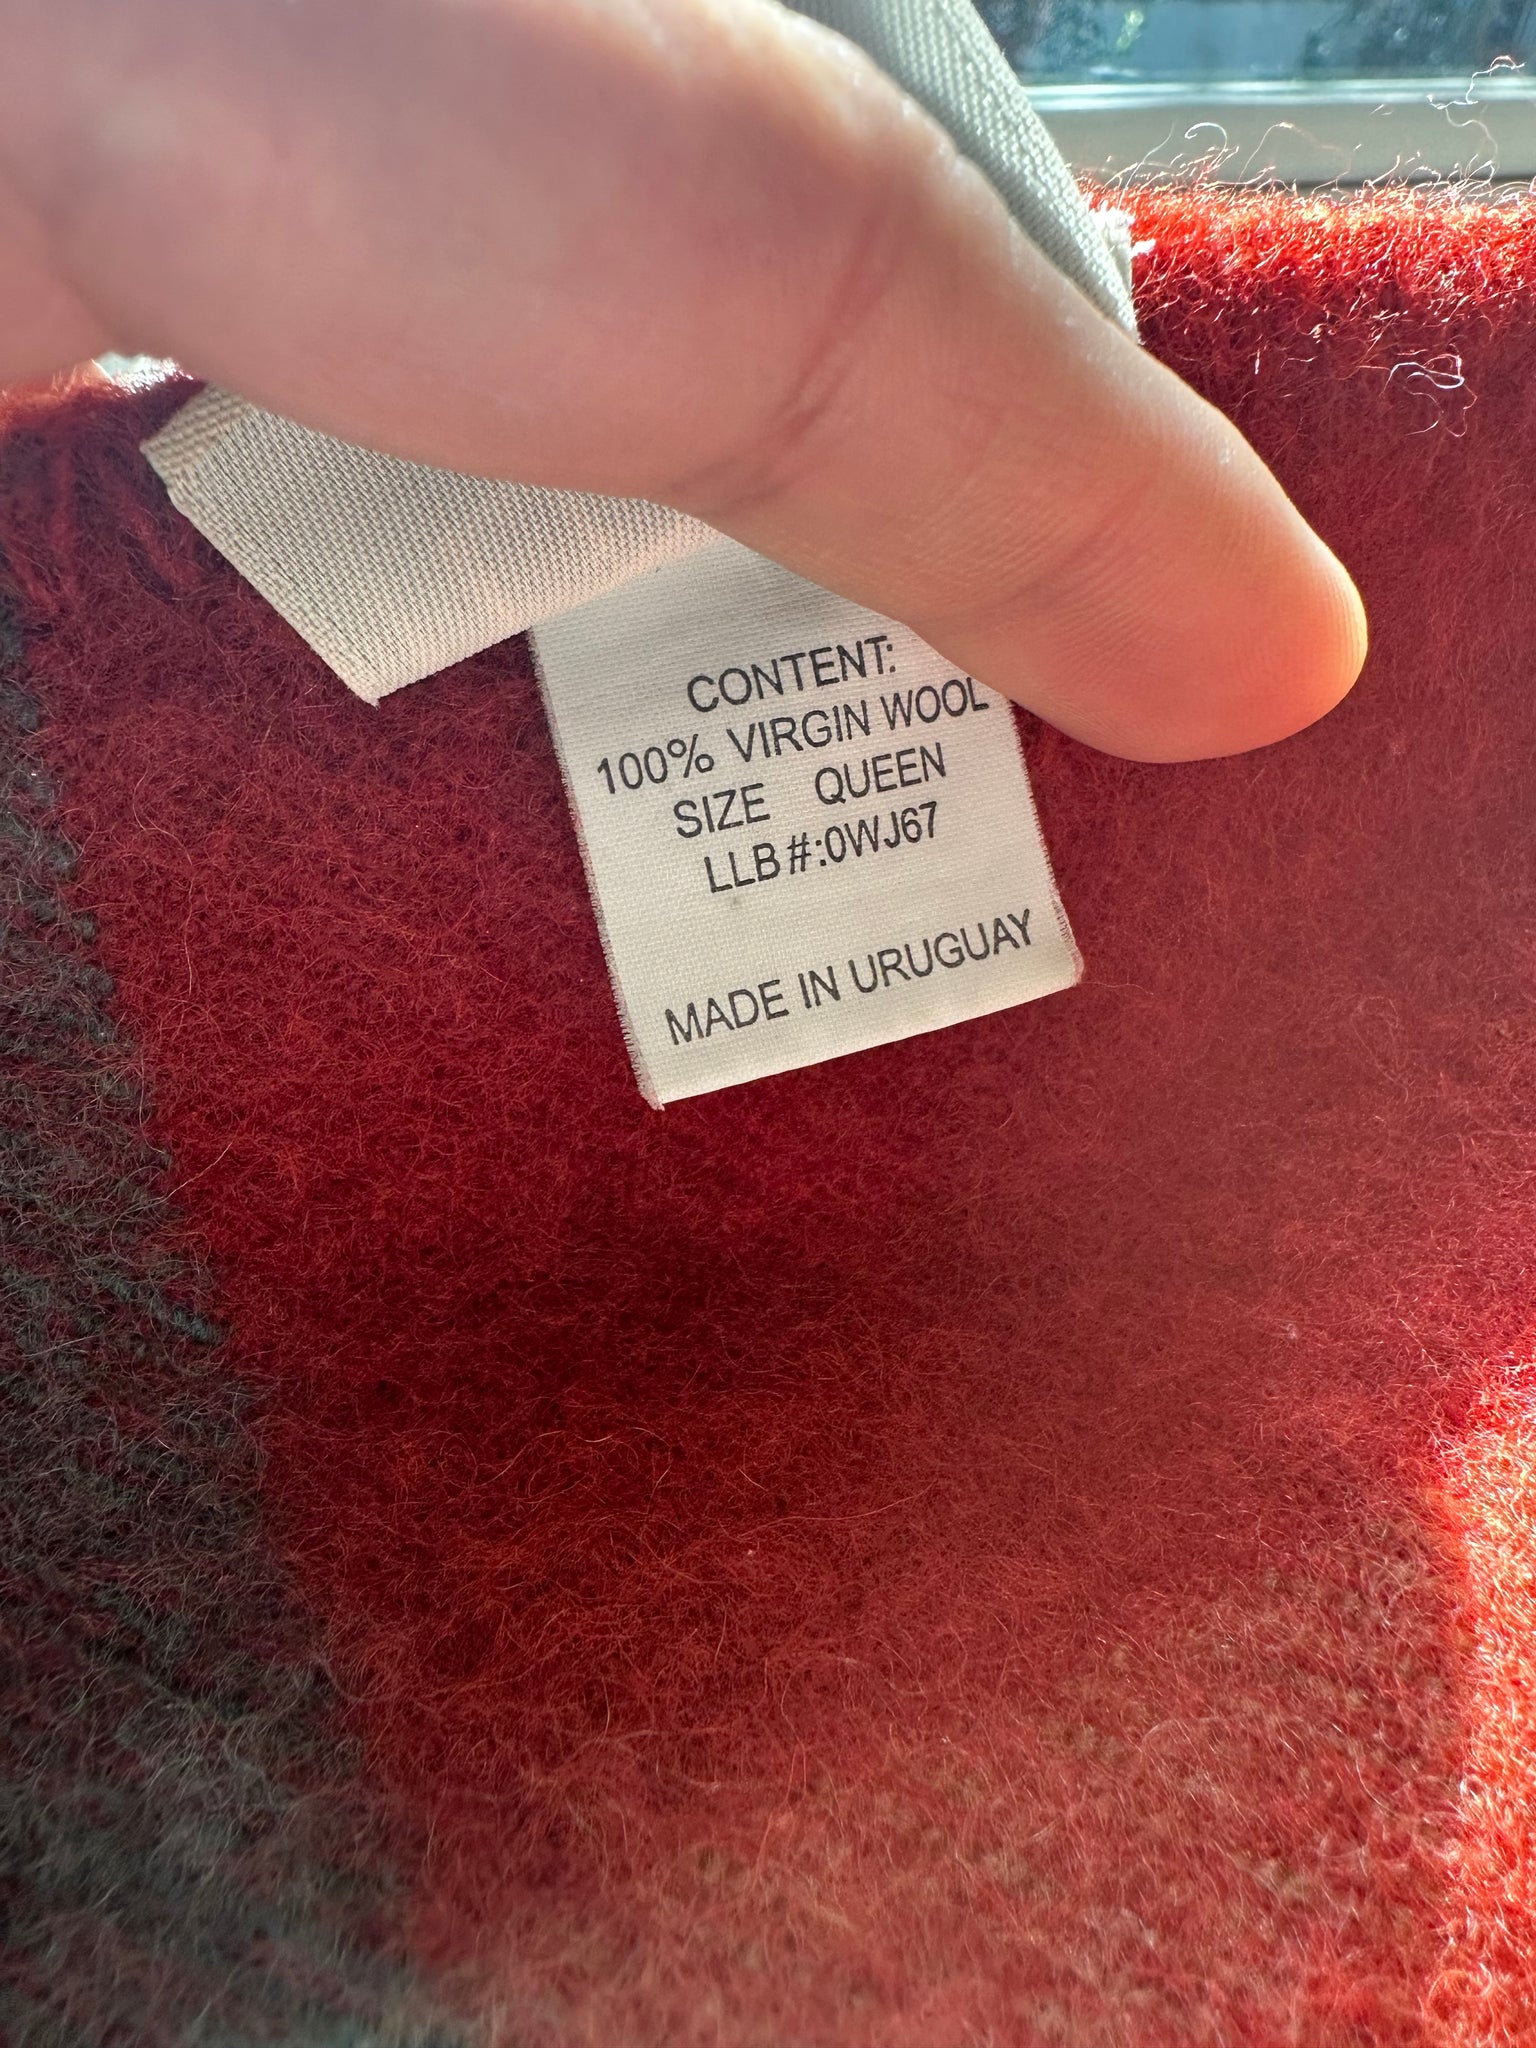 CONTENT:
100% VIRGIN WOOL
SIZE QUEEN
LLB#:0WJ67
MADE IN URUGUAY